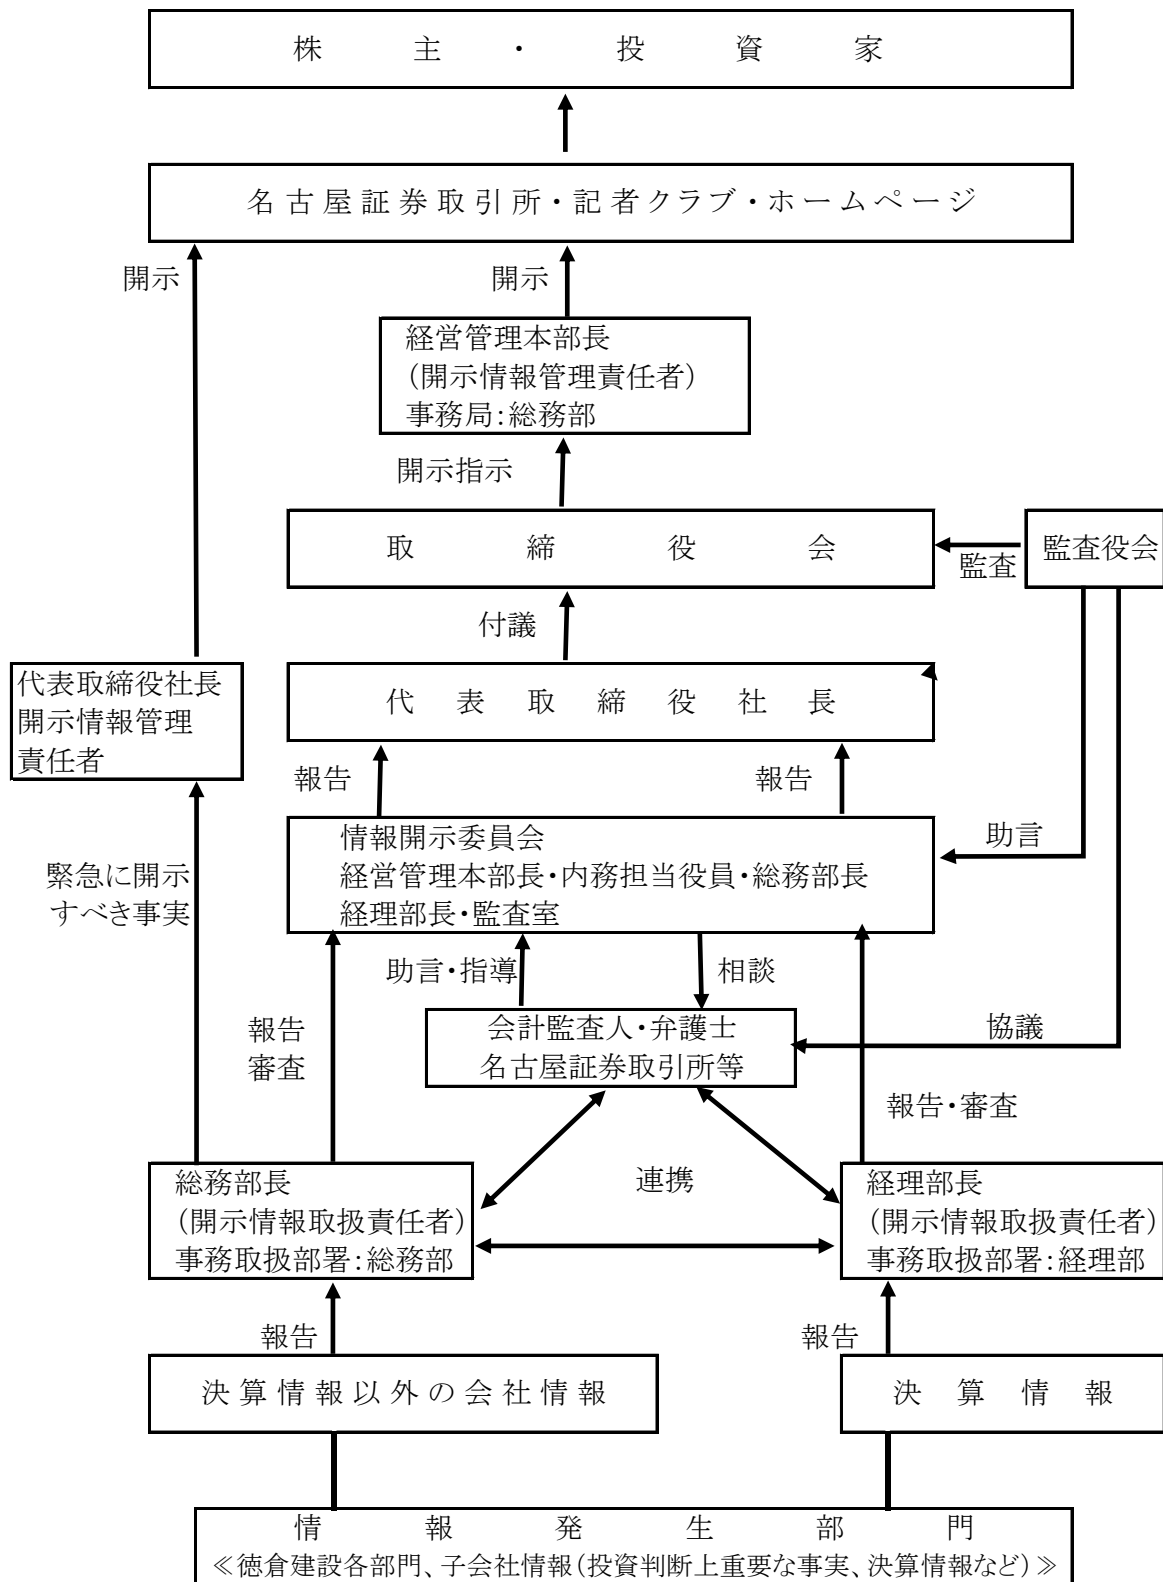 株主・投資家
名古屋証券取引所・記者クラブ・ホームページ
開示
開示
経営管理本部長
（開示情報管理責任者）
事務局：総務部
開示指示
取締役会
監査役会
監査
付議
代表取締役社長
開示情報管理
責任者
代表取締役社長
報告
報告
情報開示委員会
経営管理本部長・内務担当役員・総務部長
経理部長・監査室
助言
緊急に開示
すべき事実
助言・指導
相談
会計監査人・弁護士
名古屋証券取引所等
協議
報告
審査
報告・審査
連携
総務部長
（開示情報取扱責任者）
事務取扱部署：総務部
経理部長
（開示情報取扱責任者）
事務取扱部署：経理部
報告
報告
決算情報以外の会社情報
決算情報
情報発生部門
≪徳倉建設各部門、子会社情報（投資判断上重要な事実、決算情報など）≫